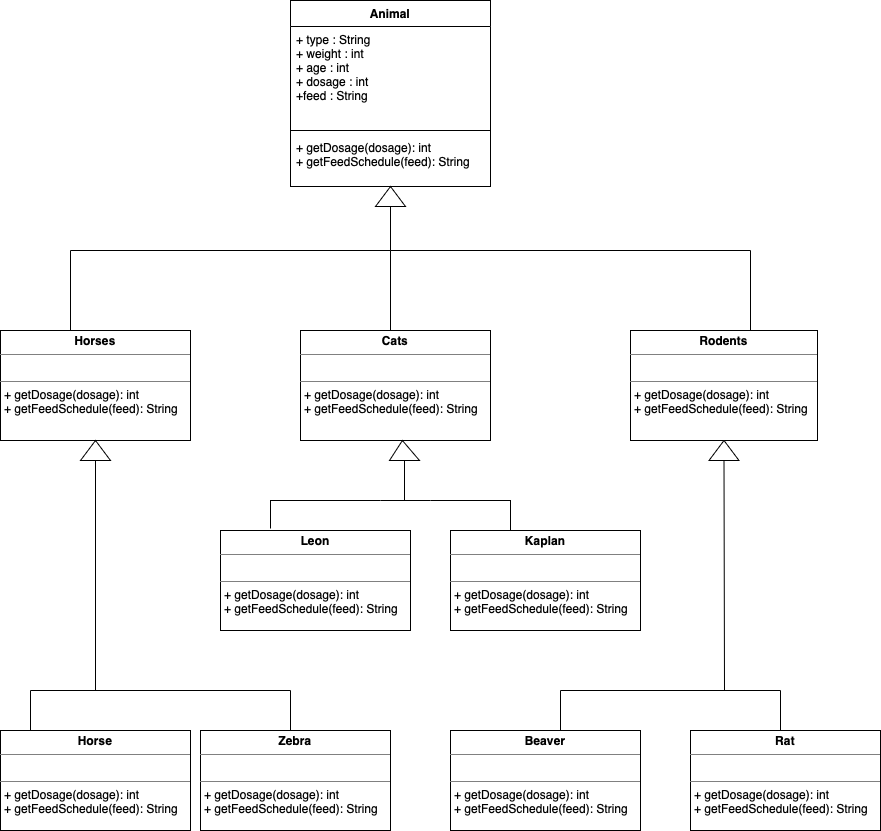 Animal
+ type : String
+ weight : int
+ age : int
+ dosage : int
+feed : String
+ getDosage(dosage): int
+ getFeedSchedule(feed): String
Horses
+ getDosage(dosage): int
+ getFeedSchedule(feed): String
Cats
+ getDosage(dosage): int
+ getFeedSchedule(feed): String
Rodents
+ getDosage(dosage): int
+ getFeedSchedule(feed): String
Leon
+ getDosage(dosage): int
+ getFeedSchedule(feed): String
Kaplan
+ getDosage(dosage): int
+ getFeedSchedule(feed): String
Horse
+ getDosage(dosage): int
+ getFeedSchedule(feed): String
Zebra
+ getDosage(dosage): int
+ getFeedSchedule(feed): String
Beaver
+ getDosage(dosage): int
+ getFeedSchedule(feed): String
Rat
+ getDosage(dosage): int
+ getFeedSchedule(feed): String